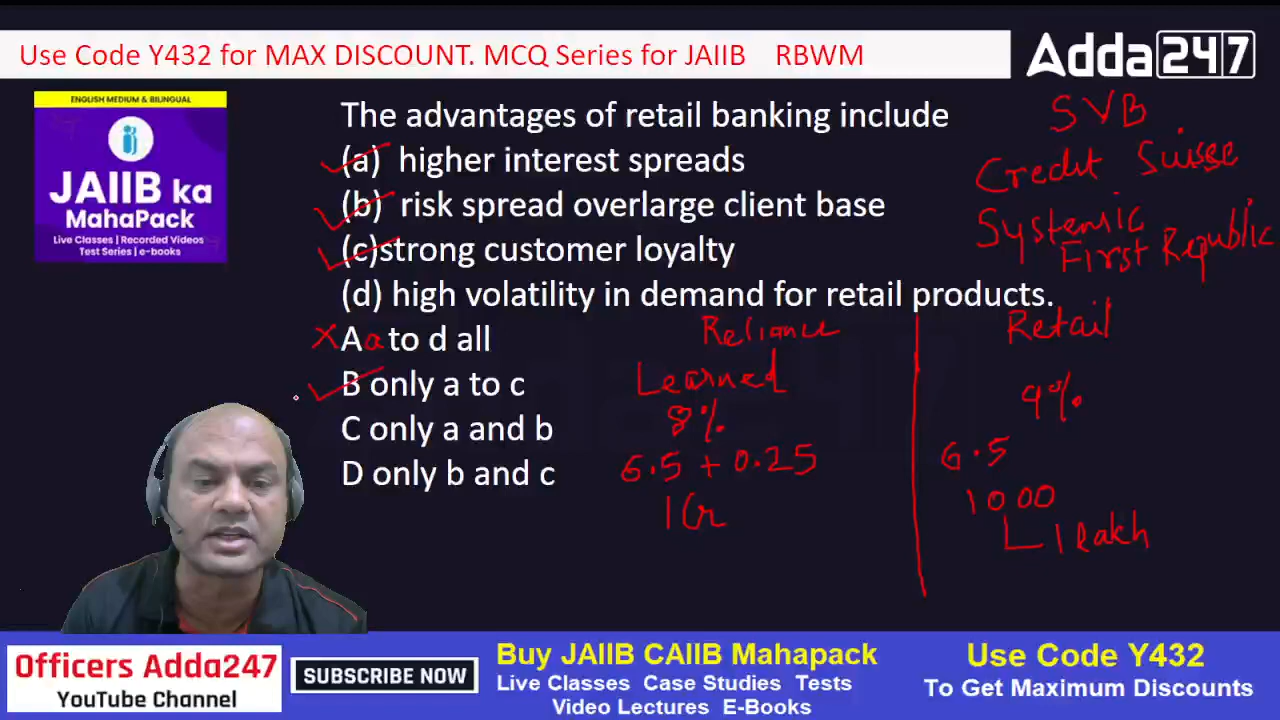 Use Code Y432 for MAX DISCOUNT. MCQ Series for JAIIB RBWM
Adda247
ENGLISH MEDIUM & BILINGUAL
JAIIB ka
MahaPack
Live Classes | Recorded Videos
Test Series | e-books
The advantages of retail banking include
(a) higher interest spreads
(b) risk spread overlarge client base
(c)strong customer loyalty
(d) high volatility in demand for retail products.
A a to d all
B only a to c
C only a and b
D only b and c
SVB
Credit Suisse
Systemic
First Republic
Reliance
Learned
8%
6.5 + 0.25
1 Cr
Retail
9%
6.5
1000
1 lakh
Officers Adda247
YouTube Channel
SUBSCRIBE NOW
Buy JAIIB CAIIB Mahapack
Live Classes Case Studies Tests
Video Lectures E-Books
Use Code Y432
To Get Maximum Discounts